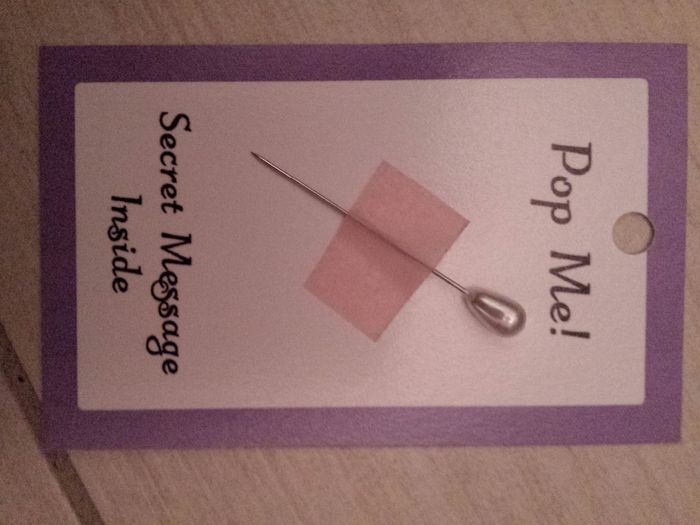 Pop Me!
Secret Message
Inside